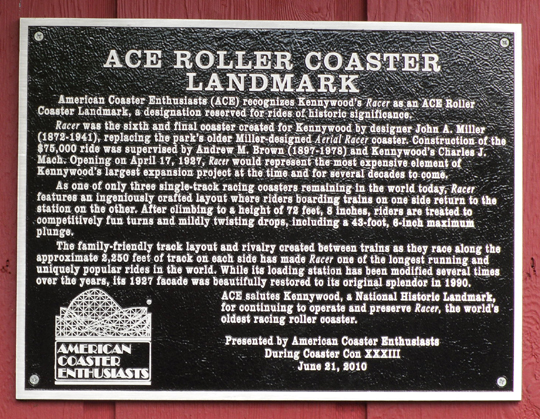 ACE ROLLER COASTER
LANDMARK
American Coaster Enthusiasts (ACE) recognizes Kennywood's Racer as an ACE Roller
Coaster Landmark, a designation reserved for rides of historic significance.
Racer was the sixth and final coaster created for Kennywood by designer John A. Miller
(1872-1941), replacing the park's older Miller-designed Aerial Racer coaster. Construction of the
$75,000 ride was supervised by Andrew M. Brown (1897-1978) and Kennywood's Charles J.
Mach. Opening on April 17, 1927, Racer would represent the most expensive element of
Kennywood's largest expansion project at the time and for several decades to come.
As one of only three single-track racing coasters remaining in the world today, Racer
features an ingeniously crafted layout where riders boarding trains on one side return to the
station on the other. After climbing to a height of 72 feet, 8 inches, riders are treated to
competitively fun turns and mildly twisting drops, including a 43-foot, 6-inch maximum
plunge.
The family-friendly track layout and rivalry created between trains as they race along the
approximate 2,250 feet of track on each side has made Racer one of the longest running and
uniquely popular rides in the world. While its loading station has been modified several times
over the years, its 1927 facade was beautifully restored to its original splendor in 1990.
ACE salutes Kennywood, a National Historic Landmark,
for continuing to operate and preserve Racer, the world's
oldest racing roller coaster.
Presented by American Coaster Enthusiasts
During Coaster Con XXXIII
June 21, 2010
AMERICAN
COASTER
ENTHUSIASTS